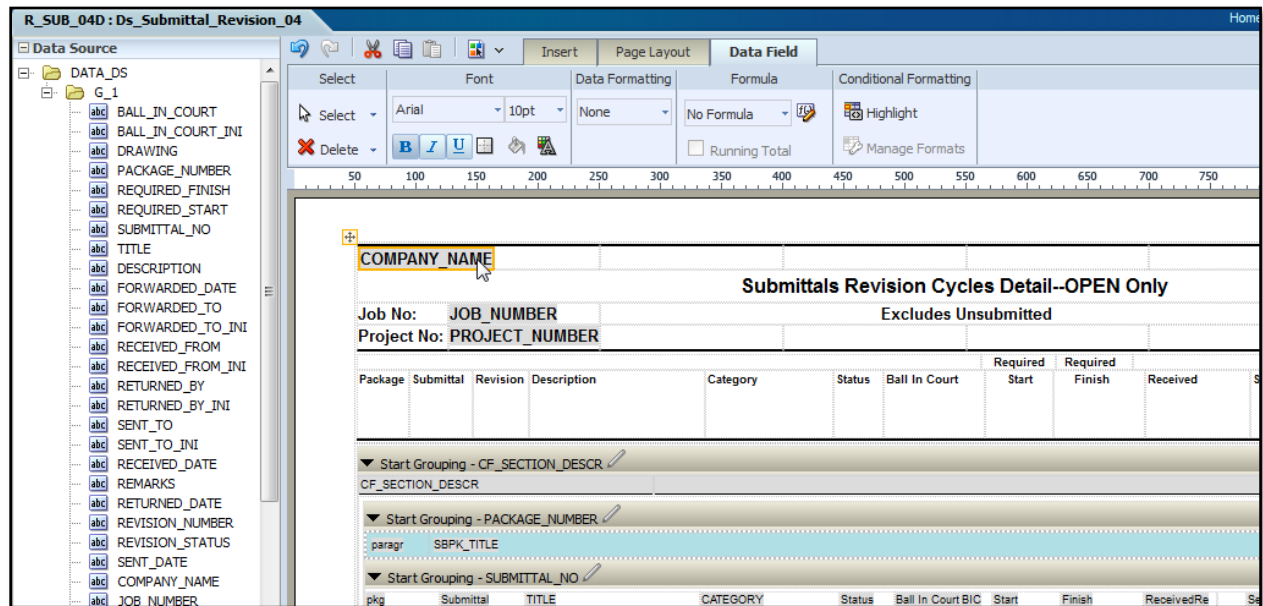 R_SUB_04D : Ds_Submittal_Revision_04
Home
Data Source
DATA_DS
G_1
BALL_IN_COURT
BALL_IN_COURT_INI
DRAWING
PACKAGE_NUMBER
REQUIRED_FINISH
REQUIRED_START
SUBMITTAL_NO
TITLE
DESCRIPTION
FORWARDED_DATE
FORWARDED_TO
FORWARDED_TO_INI
RECEIVED_FROM
RECEIVED_FROM_INI
RETURNED_BY
RETURNED_BY_INI
SENT_TO
SENT_TO_INI
RECEIVED_DATE
REMARKS
RETURNED_DATE
REVISION_NUMBER
REVISION_STATUS
SENT_DATE
COMPANY_NAME
JOB_NUMBER
Insert Page Layout Data Field
Select Font Data Formatting Formula Conditional Formatting
Select Arial 10pt None No Formula Highlight
Delete B I U A Running Total Manage Formats
50 100 150 200 250 300 350 400 450 500 550 600 650 700 750
COMPANY_NAME
Submittals Revision Cycles Detail--OPEN Only
Job No: JOB_NUMBER Excludes Unsubmitted
Project No: PROJECT_NUMBER
Required Required
Package Submittal Revision Description Category Status Ball In Court Start Finish Received S
Start Grouping - CF_SECTION_DESCR
CF_SECTION_DESCR
Start Grouping - PACKAGE_NUMBER
paragr SBPK_TITLE
Start Grouping - SUBMITTAL_NO
pkg Submittal TITLE CATEGORY Status Ball In Court BIC Start Finish ReceivedRe Se